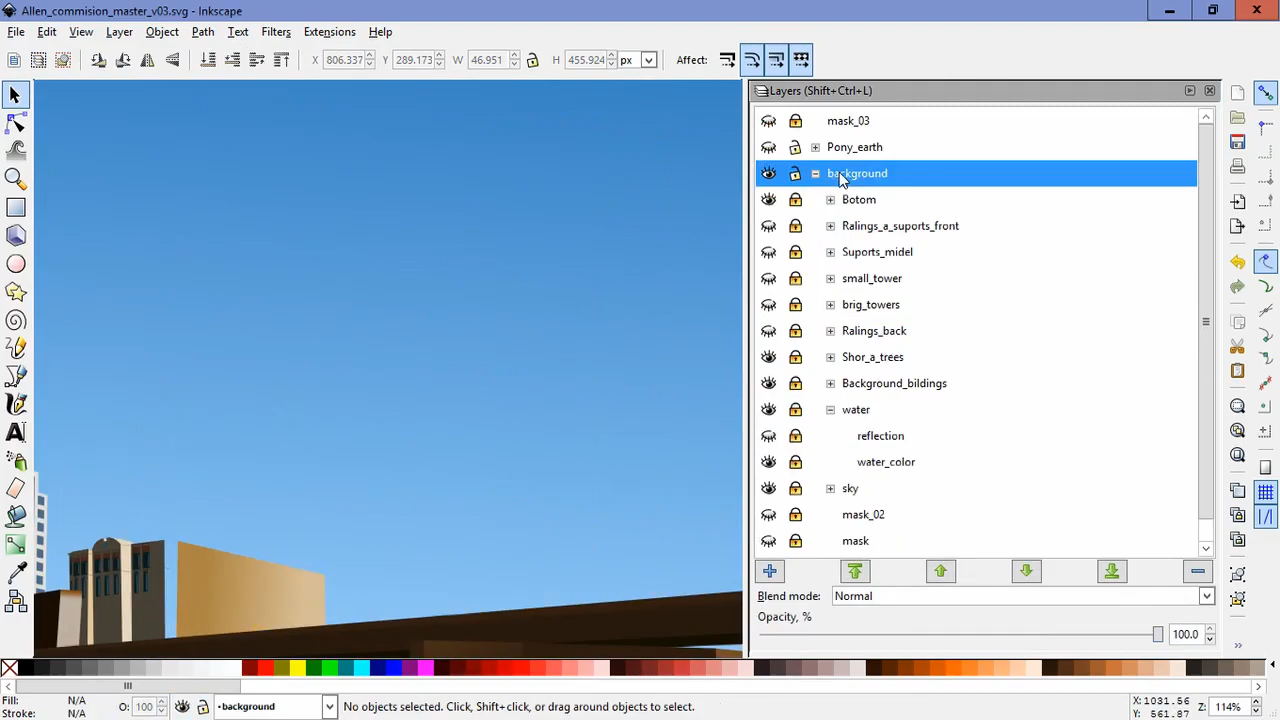 Allen_commision_master_v03.svg - Inkscape
File Edit View Layer Object Path Text Filters Extensions Help
X 806.337 Y 289.173 W 46.951 H 455.924 px Affect:
Layers (Shift+Ctrl+L)
mask_03
Pony_earth
background
Botom
Ralings_a_suports_front
Suports_midel
small_tower
brig_towers
Ralings_back
Shor_a_trees
Background_bildings
water
reflection
water_color
sky
mask_02
mask
Blend mode: Normal
Opacity, %
100.0
Fill: N/A
Stroke: N/A
O: 100
•background
No objects selected. Click, Shift+click, or drag around objects to select.
X:1031.56
Y: 561.87
Z: 114%